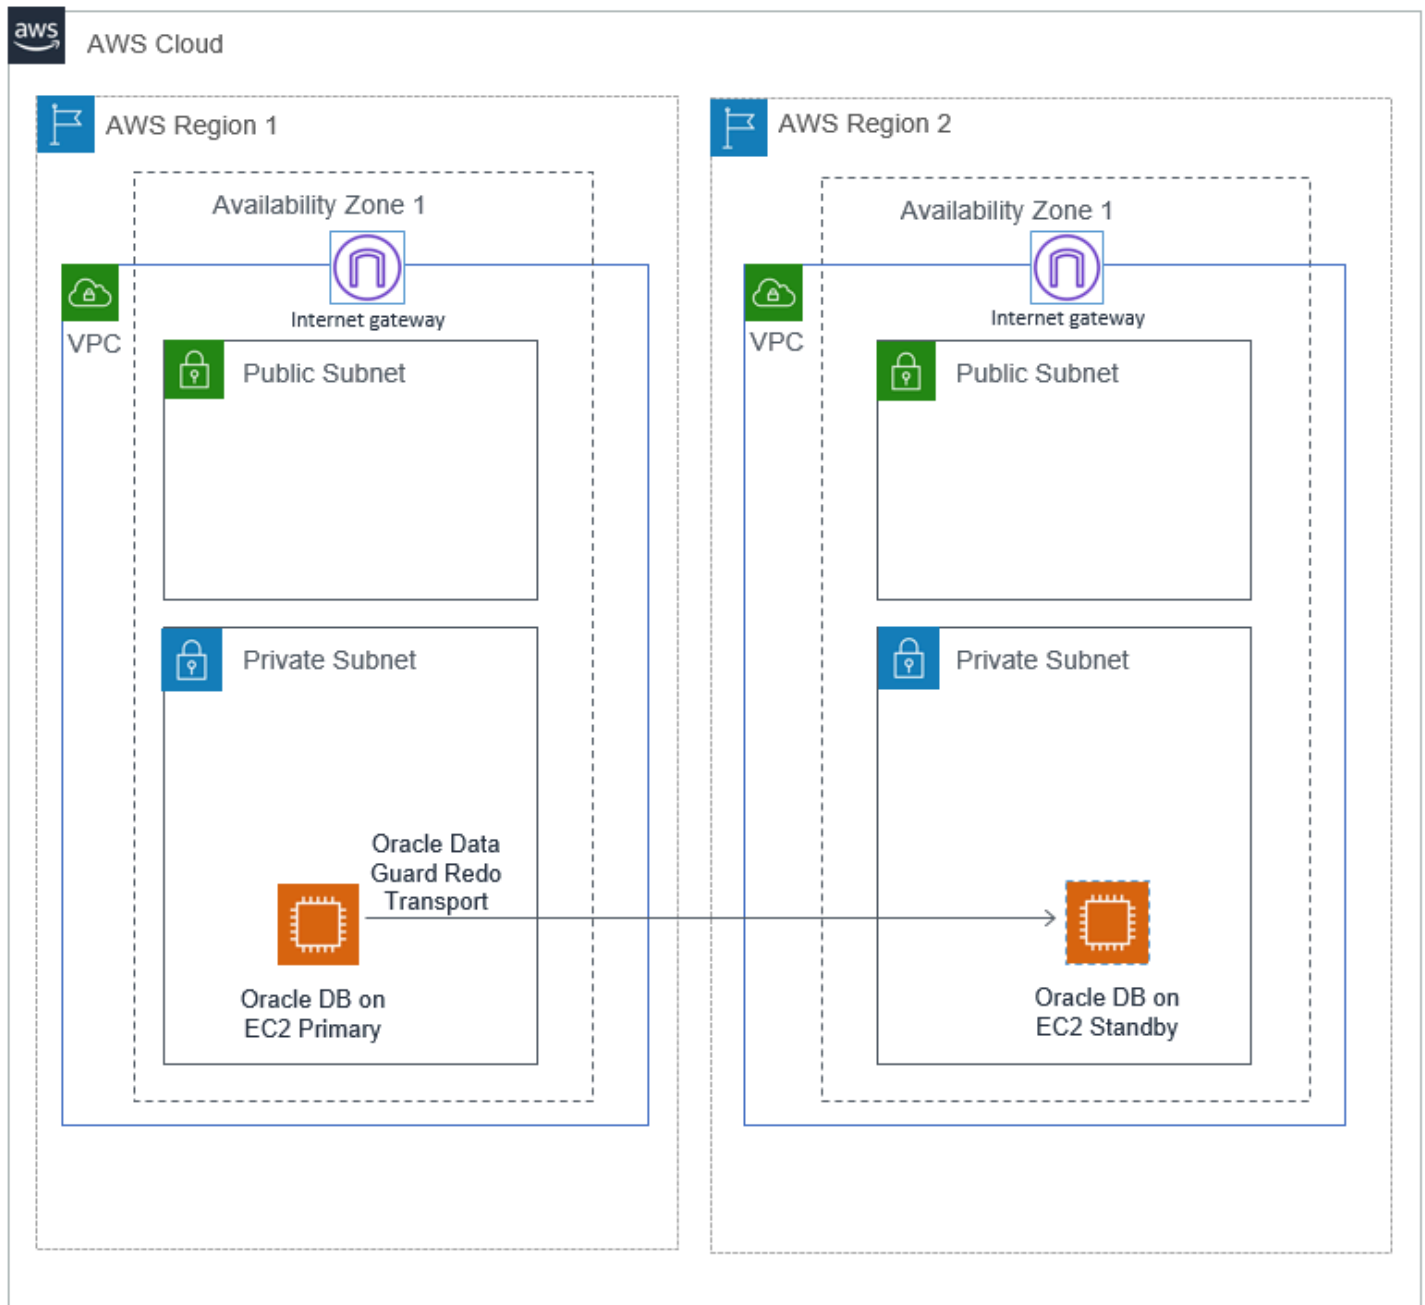 aws
AWS Cloud
AWS Region 1
Availability Zone 1
Internet gateway
VPC
Public Subnet
Private Subnet
Oracle Data
Guard Redo
Transport
Oracle DB on
EC2 Primary
AWS Region 2
Availability Zone 1
Internet gateway
VPC
Public Subnet
Private Subnet
Oracle DB on
EC2 Standby